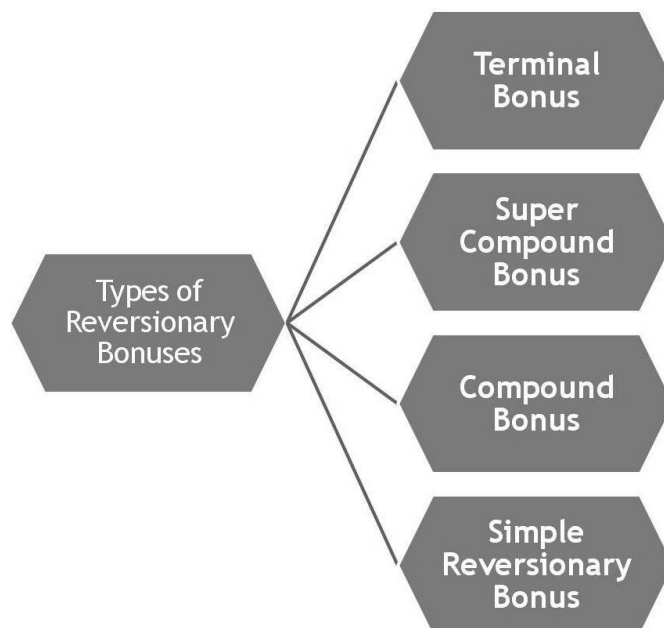 Terminal
Bonus
Super
Compound
Bonus
Types of
Reversionary
Bonuses
Compound
Bonus
Simple
Reversionary
Bonus